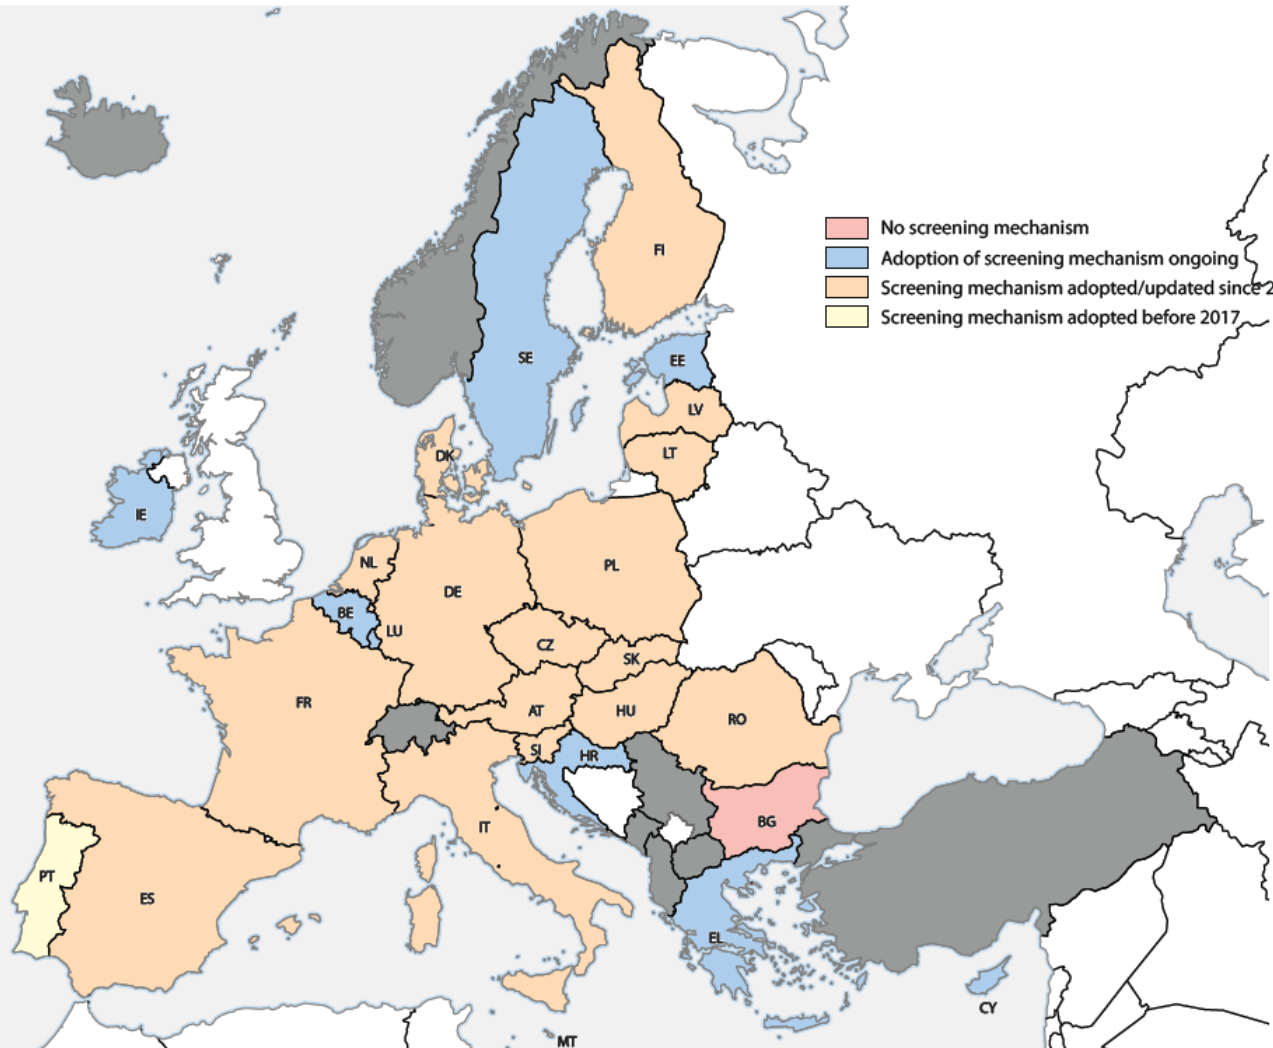 FI
No screening mechanism
Adoption of screening mechanism ongoing
Screening mechanism adopted/updated since 2
Screening mechanism adopted before 2017
SE
EE
LV
DK
LT
IE
NL
PL
DE
BE
LU
CZ
SK
FR
AT
HU
RO
SI
HR
IT
BG
PT
ES
EL
CY
MT